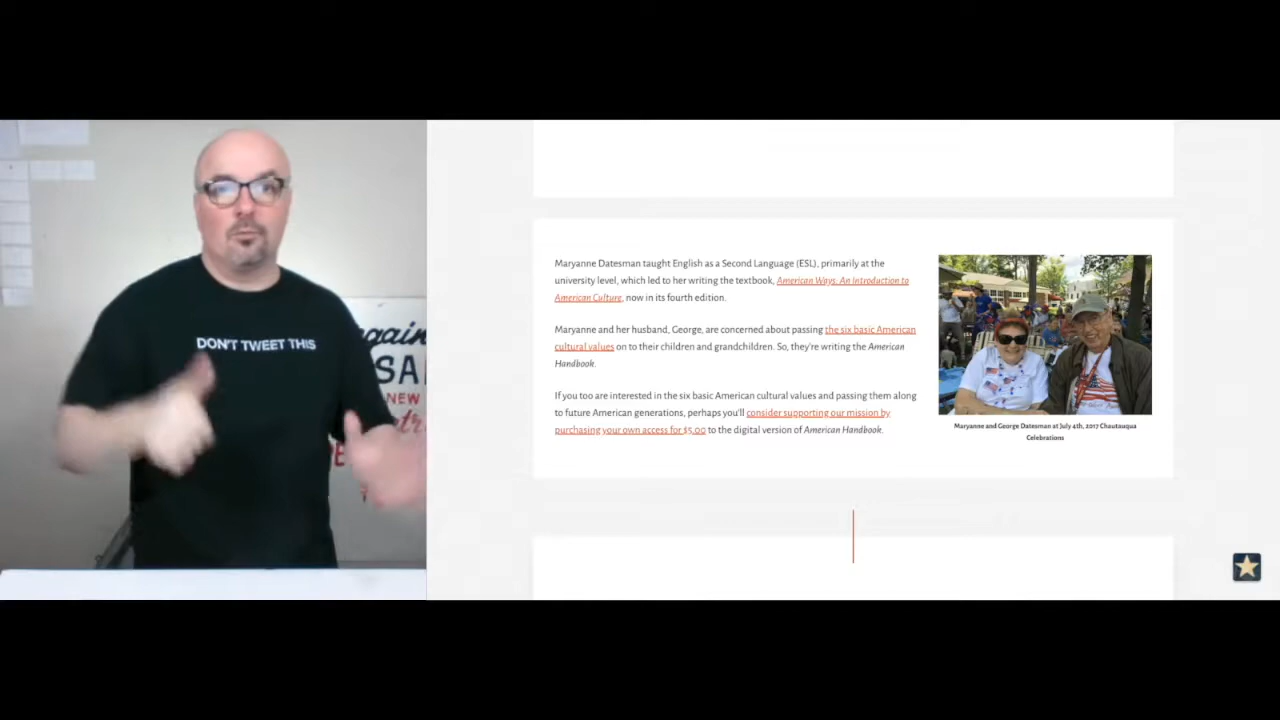 DON'T TWEET THIS
NEW
Maryanne Datesman taught English as a Second Language (ESL), primarily at the
university level, which led to her writing the textbook, American Ways: An Introduction to
American Culture, now in its fourth edition.
Maryanne and her husband, George, are concerned about passing the six basic American
cultural values on to their children and grandchildren. So, they're writing the American
Handbook.
If you too are interested in the six basic American cultural values and passing them along
to future American generations, perhaps you'll consider supporting our mission by
purchasing your own access for $5.00 to the digital version of American Handbook.
Maryanne and George Datesman at July 4th, 2017 Chautauqua
Celebrations